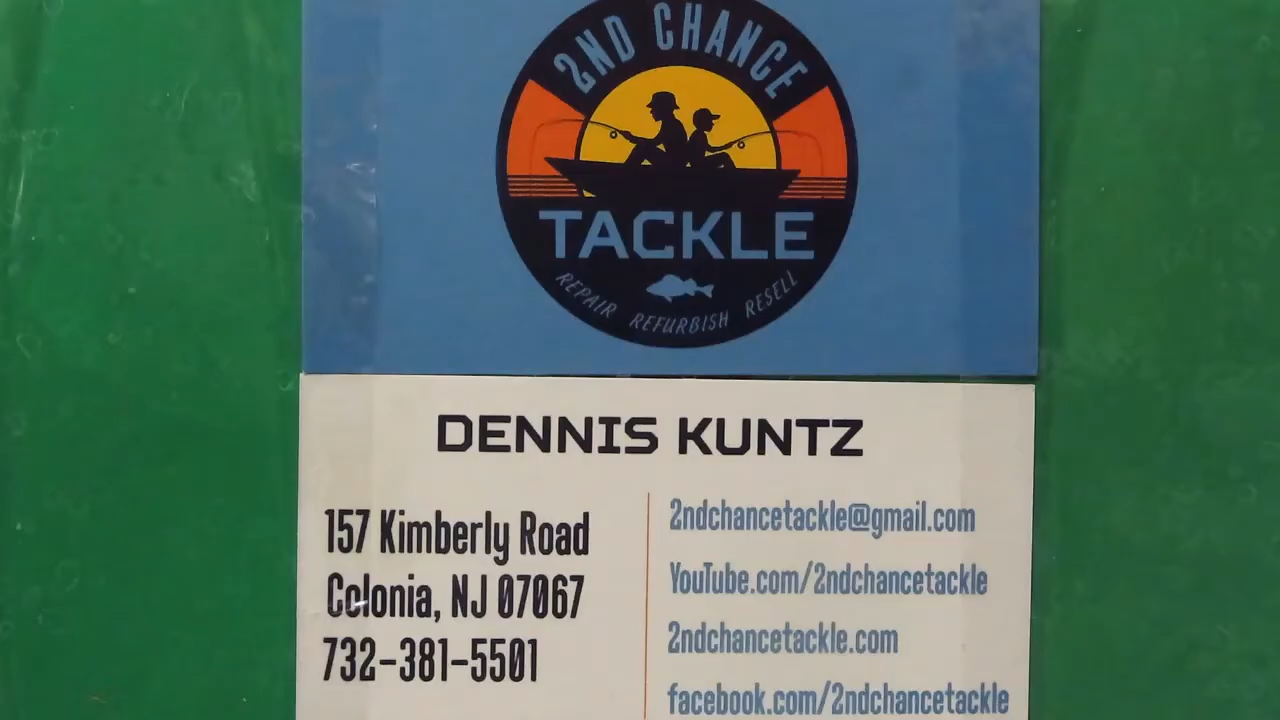 2ND CHANCE
TACKLE
REPAIR REFURBISH RESELL
DENNIS KUNTZ
157 Kimberly Road
Colonia, NJ 07067
732-381-5501
2ndchancetackle@gmail.com
YouTube.com/2ndchancetackle
2ndchancetackle.com
facebook.com/2ndchancetackle